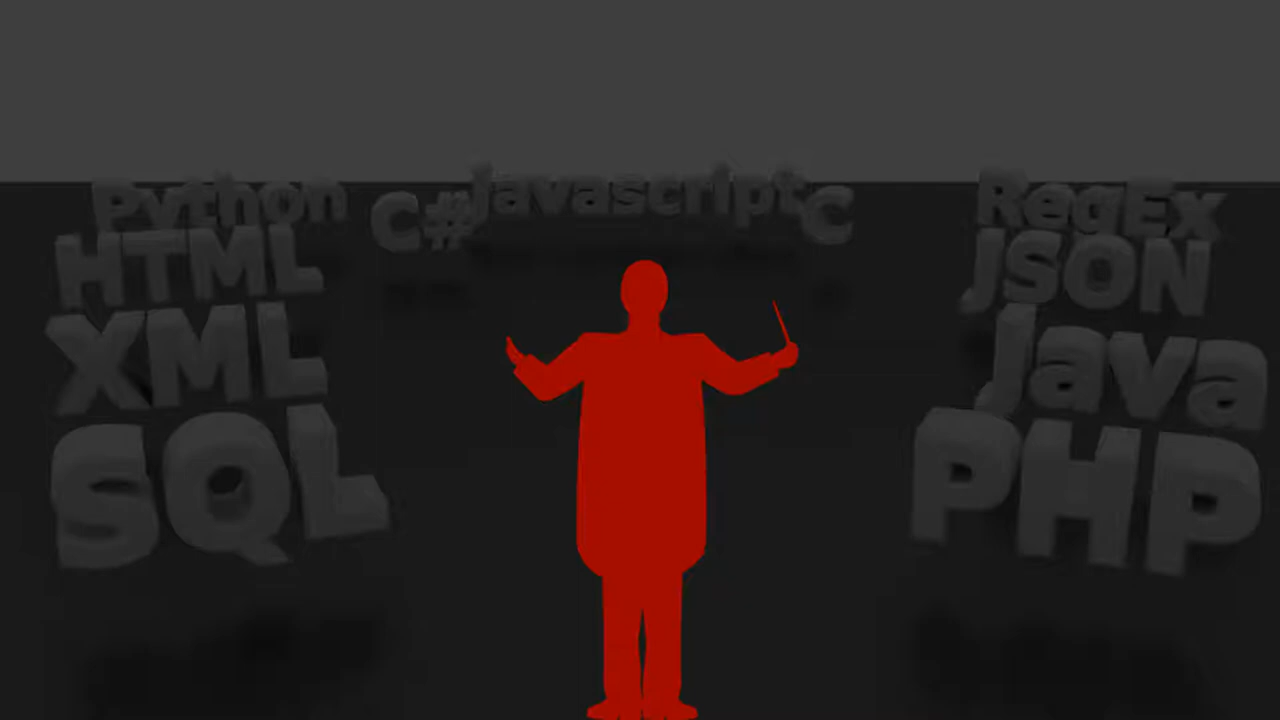 Python
C#
Javascript
C
RegEx
HTML
JSON
XML
Java
SQL
PHP